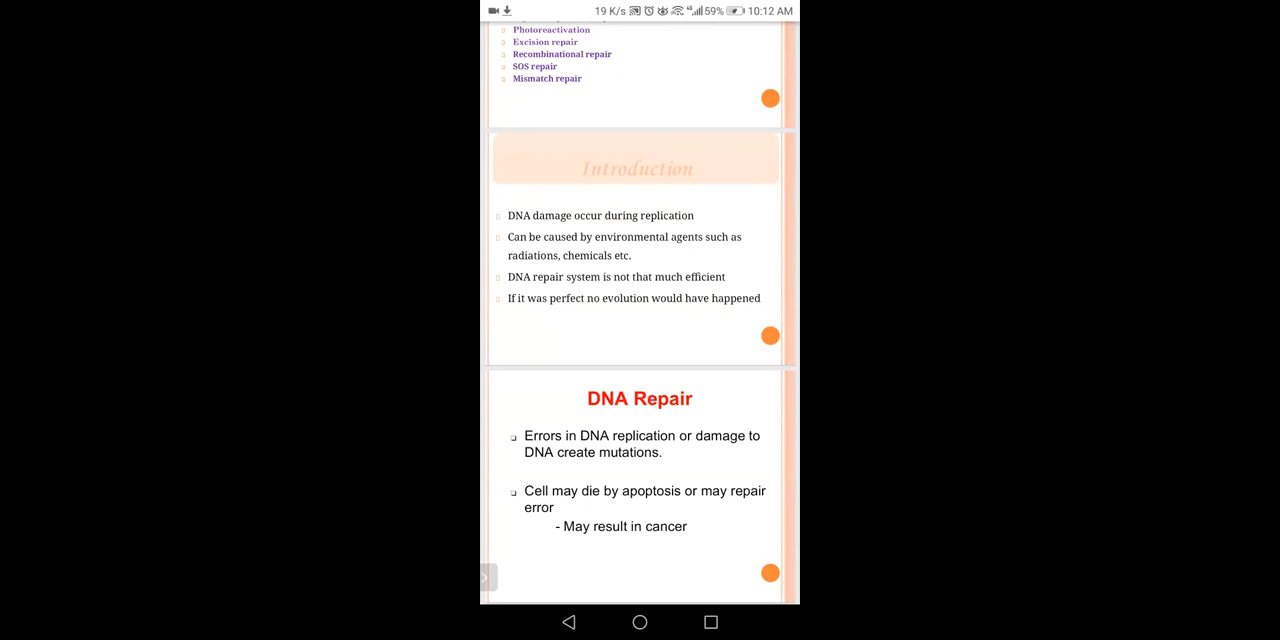 19 K/s 59% 10:12 AM
Photoreactivation
Excision repair
Recombinational repair
SOS repair
Mismatch repair
Introduction
DNA damage occur during replication
Can be caused by environmental agents such as
radiations, chemicals etc.
DNA repair system is not that much efficient
If it was perfect no evolution would have happened
DNA Repair
Errors in DNA replication or damage to
DNA create mutations.
Cell may die by apoptosis or may repair
error
- May result in cancer